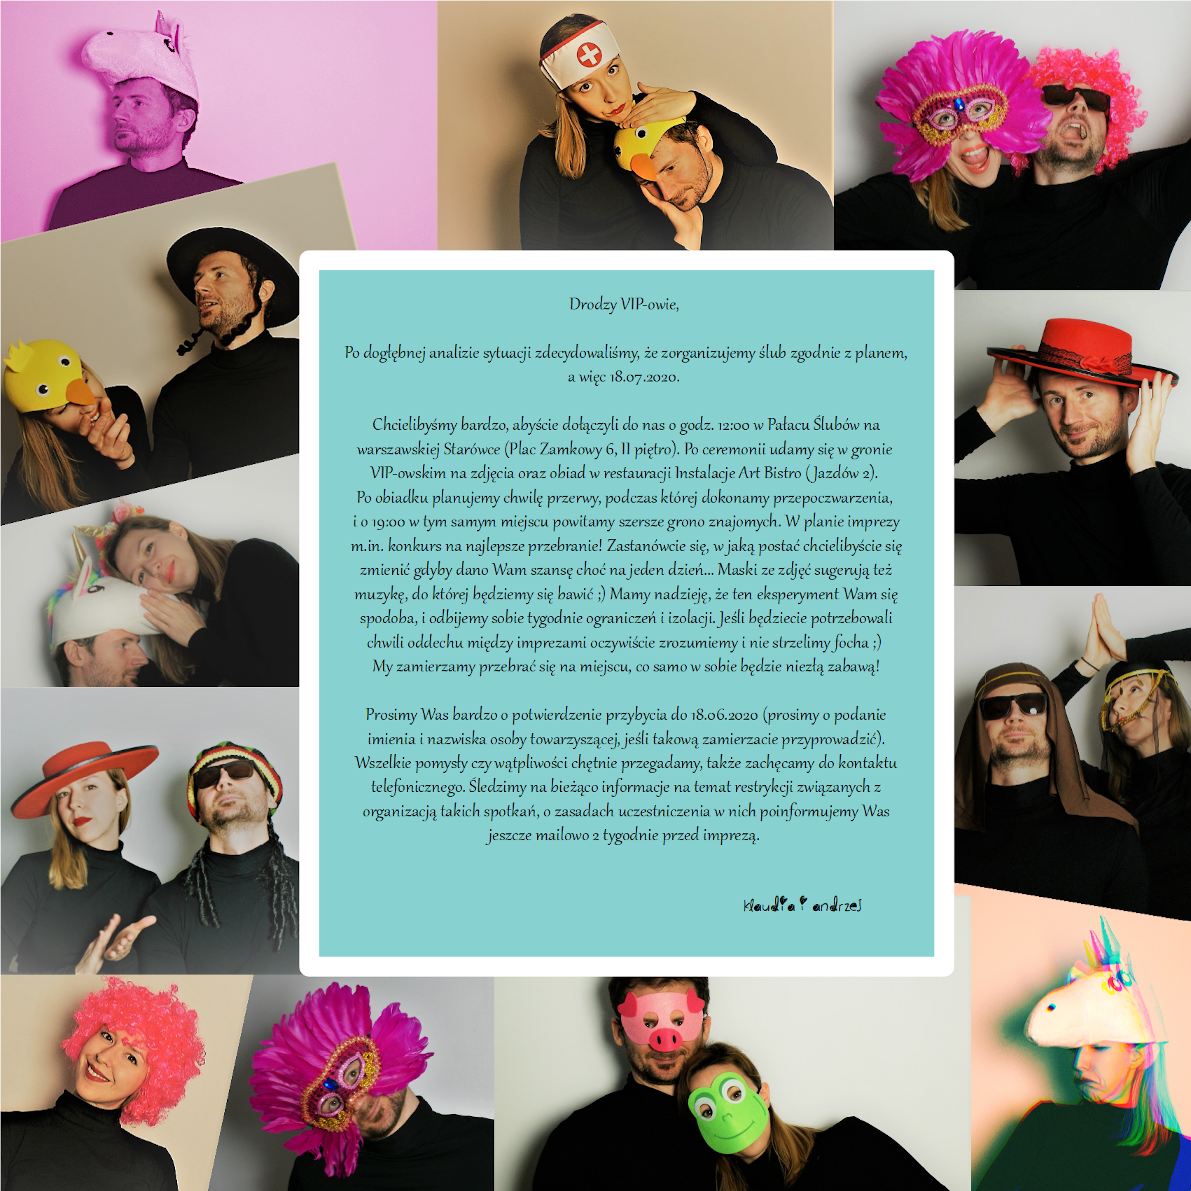 Drodzy VIP-owie,
Po dogłębnej analizie sytuacji zdecydowaliśmy, że zorganizujemy ślub zgodnie z planem,
a więc 18.07.2020.
Chcielibyśmy bardzo, abyście dołączyli do nas o godz. 12:00 w Pałacu Ślubów na
warszawskiej Starówce (Plac Zamkowy 6, II piętro). Po ceremonii udamy się w gronie
VIP-owskim na zdjęcia oraz obiad w restauracji Instalacje Art Bistro (Jazdów 2).
Po obiadku planujemy chwilę przerwy, podczas której dokonamy przepoczwarzenia,
i o 19:00 w tym samym miejscu powitamy szersze grono znajomych. W planie imprezy
m.in. konkurs na najlepsze przebranie! Zastanówcie się, w jaką postać chcielibyście się
zmienić gdyby dano Wam szansę choć na jeden dzień... Maski ze zdjęć sugerują też
muzykę, do której będziemy się bawić ;) Mamy nadzieję, że ten eksperyment Wam się
spodoba, i odbijemy sobie tygodnie ograniczeń i izolacji. Jeśli będziecie potrzebowali
chwili oddechu między imprezami oczywiście zrozumiemy i nie strzelimy focha ;)
My zamierzamy przebrać się na miejscu, co samo w sobie będzie niezłą zabawą!
Prosimy Was bardzo o potwierdzenie przybycia do 18.06.2020 (prosimy o podanie
imienia i nazwiska osoby towarzyszącej, jeśli takową zamierzacie przyprowadzić).
Wszelkie pomysły czy wątpliwości chętnie przegadamy, także zachęcamy do kontaktu
telefonicznego. Śledzimy na bieżąco informacje na temat restrykcji związanych z
organizacją takich spotkań, o zasadach uczestniczenia w nich poinformujemy Was
jeszcze mailowo 2 tygodnie przed imprezą.
klaudia i andrzej